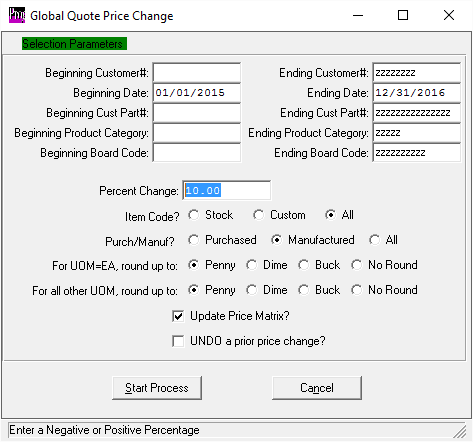 Global Quote Price Change
Selection Parameters
Beginning Customer#: Ending Customer#: zzzzzzzz
Beginning Date: 01/01/2015 Ending Date: 12/31/2016
Beginning Cust Part#: Ending Cust Part#: zzzzzzzzzzzzzzz
Beginning Product Category: Ending Product Category: zzzzz
Beginning Board Code: Ending Board Code: zzzzzzzzzz
Percent Change: 10.00
Item Code? Stock Custom All
Purch/Manuf? Purchased Manufactured All
For UOM=EA, round up to: Penny Dime Buck No Round
For all other UOM, round up to: Penny Dime Buck No Round
Update Price Matrix?
UNDO a prior price change?
Start Process Cancel
Enter a Negative or Positive Percentage